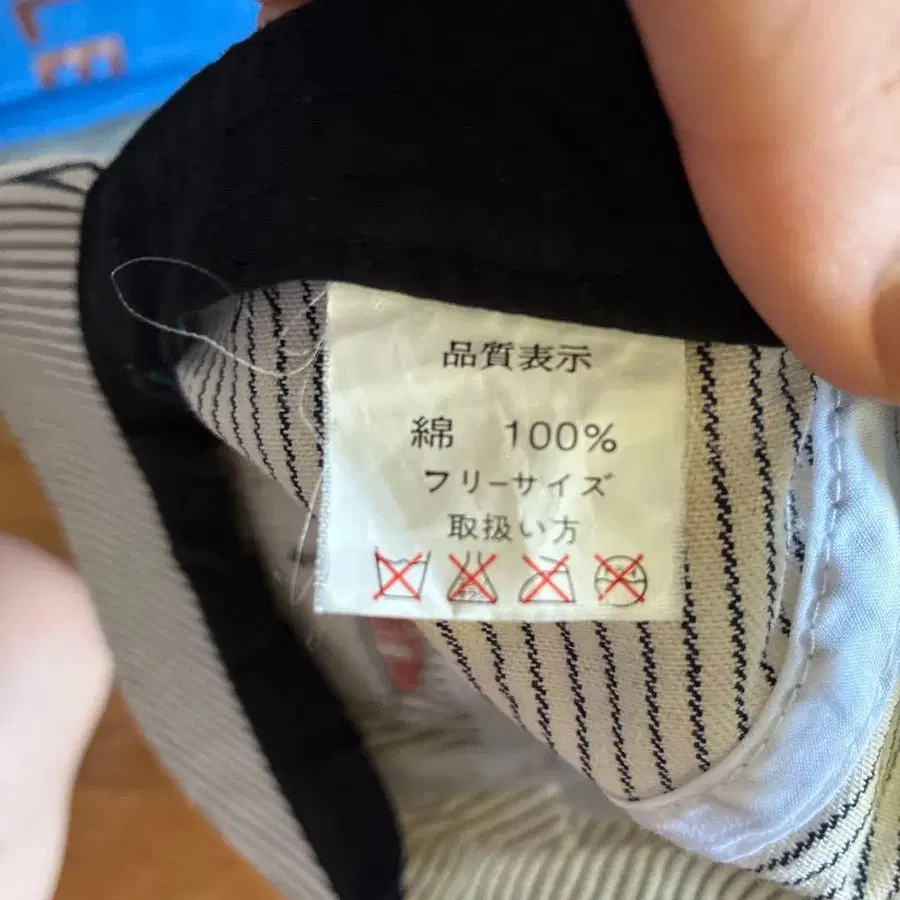 品質表示
綿 100%
フリーサイズ
取扱い方